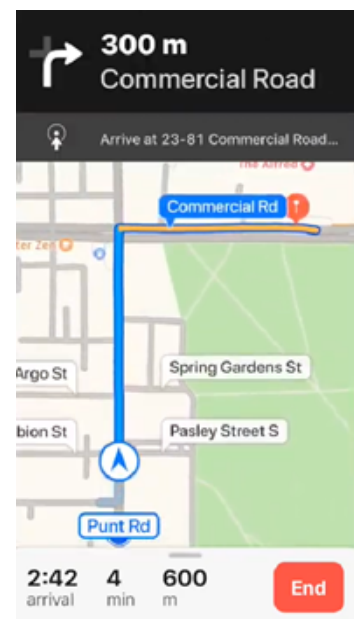 300 m
Commercial Road
Arrive at 23-81 Commercial Road...
The Alfred
Commercial Rd
ter Zen
Argo St
Spring Gardens St
bion St
Pasley Street S
Punt Rd
2:42
arrival
4
min
600
m
End